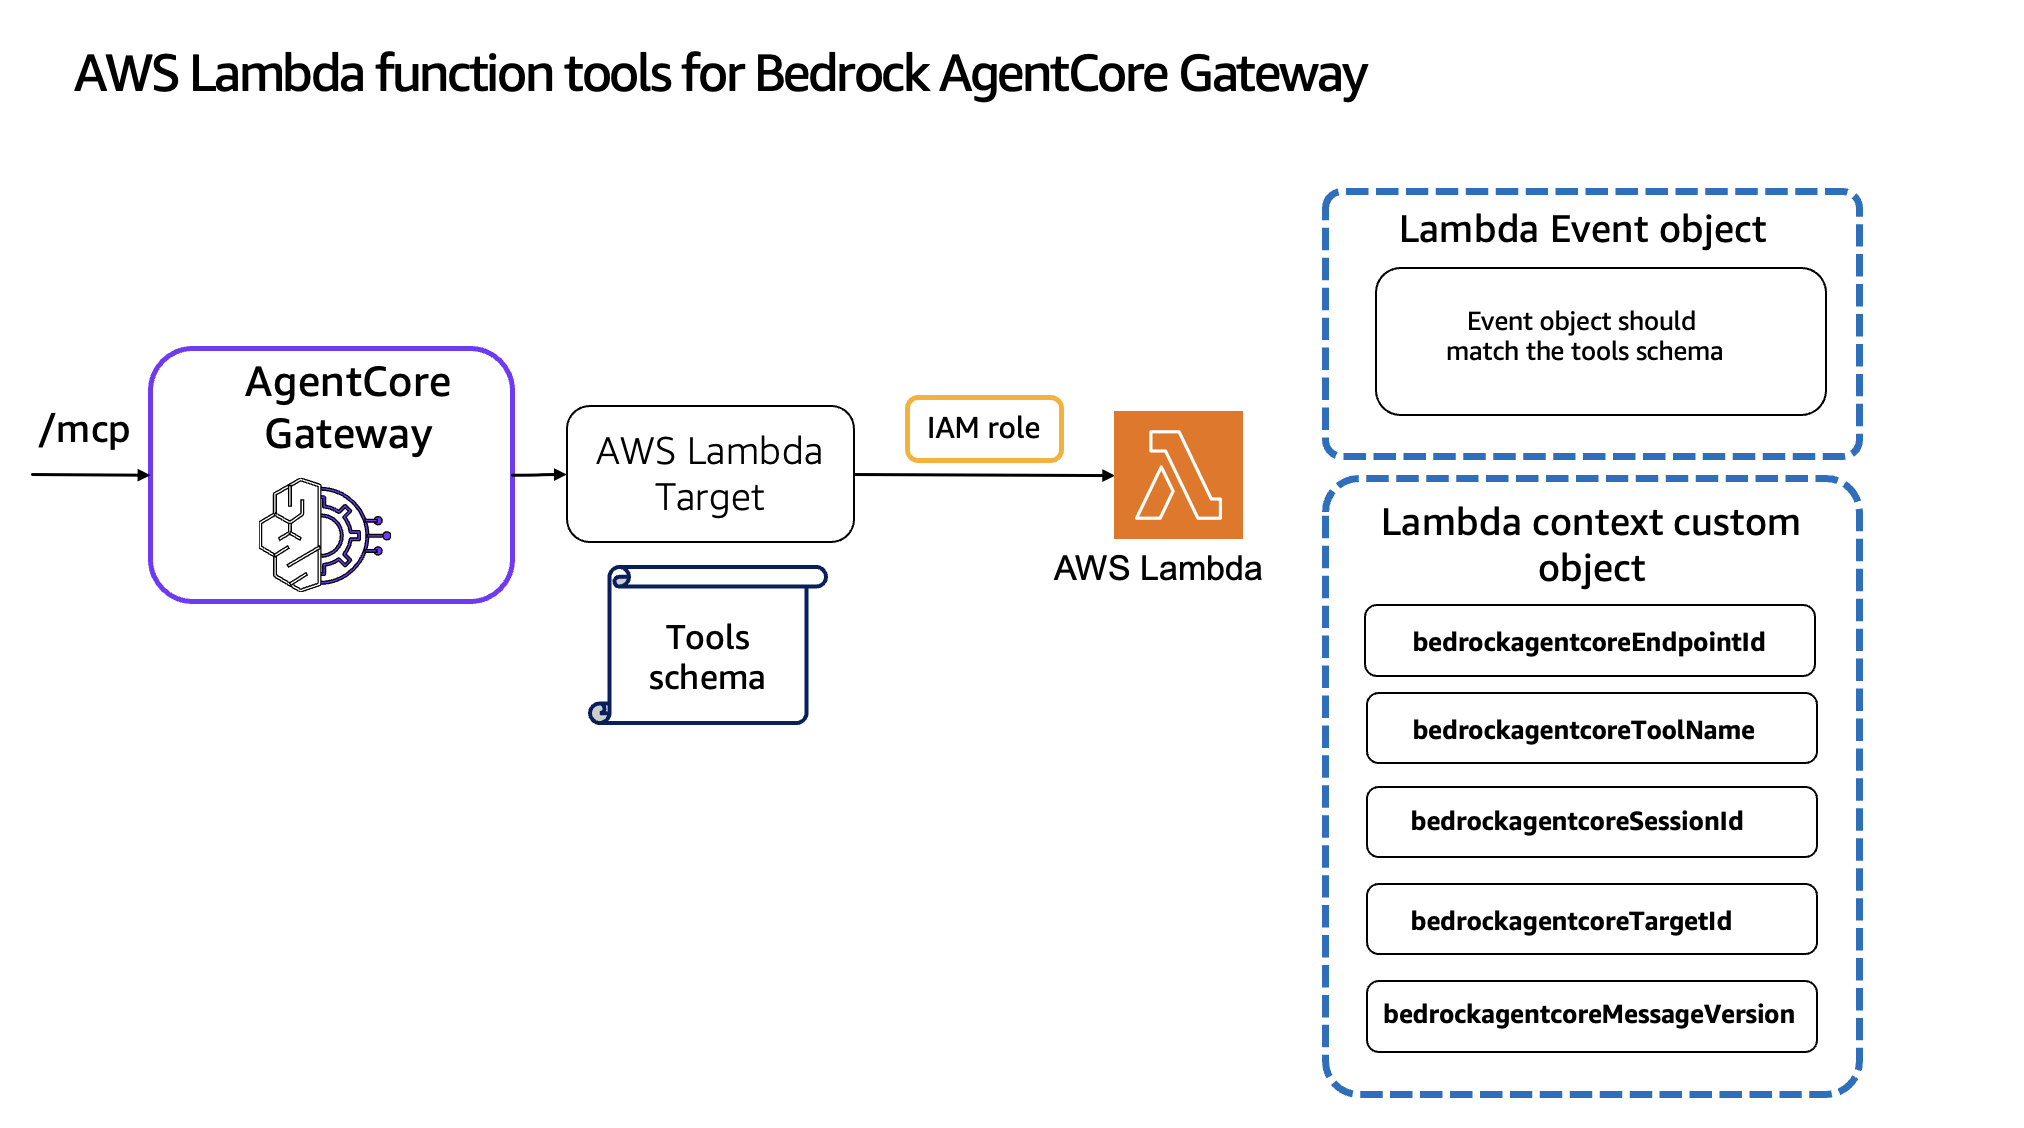 AWS Lambda function tools for Bedrock AgentCore Gateway
/mcp
AgentCore
Gateway
AWS Lambda
Target
Tools
schema
IAM role
AWS Lambda
Lambda Event object
Event object should
match the tools schema
Lambda context custom
object
bedrockagentcoreEndpointId
bedrockagentcoreToolName
bedrockagentcoreSessionId
bedrockagentcoreTargetId
bedrockagentcoreMessageVersion